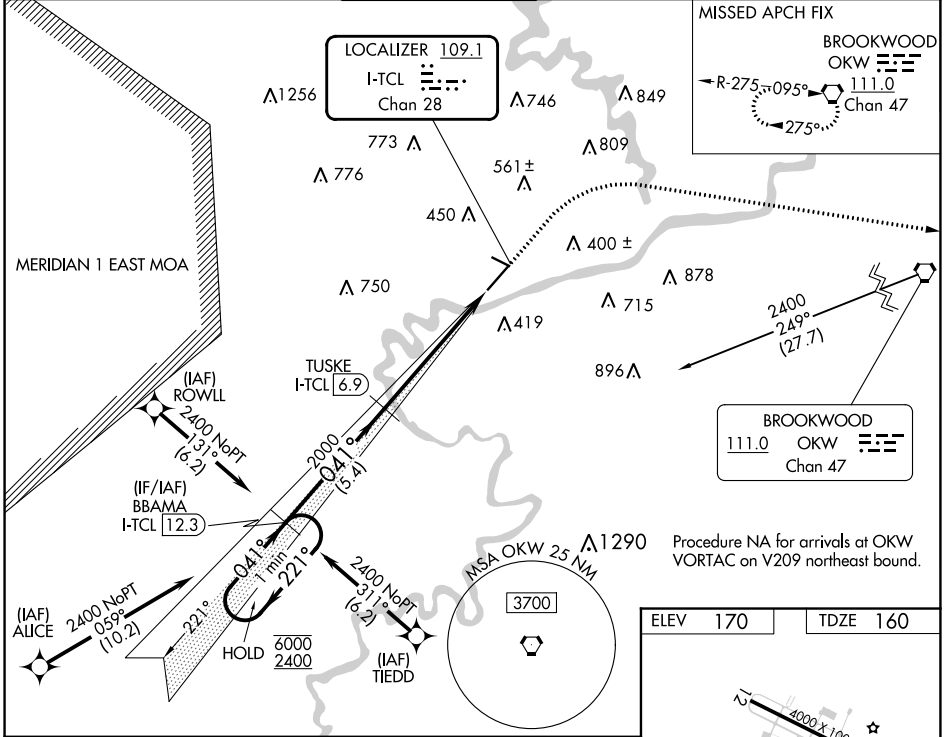 MISSED APCH FIX
BROOKWOOD
OKW
R-275
095°
111.0
Chan 47
275°
LOCALIZER 109.1
I-TCL
Chan 28
1256
746
849
773
809
776
561 ±
450
400 ±
MERIDIAN 1 EAST MOA
750
878
715
419
2400
249°
(27.7)
896
TUSKE
I-TCL 6.9
(IAF)
ROWLL
2400 NoPT
131°
(6.2)
2000
041°
(5.4)
BROOKWOOD
111.0 OKW
Chan 47
(IF/IAF)
BBAMA
I-TCL 12.3
041°
1 min
221°
1290
Procedure NA for arrivals at OKW
VORTAC on V209 northeast bound.
MSA OKW 25 NM
3700
2400 NoPT
311°
(6.2)
(IAF)
TIEDD
(IAF)
ALICE
2400 NoPT
059°
(10.2)
221°
HOLD
6000
2400
ELEV 170
TDZE 160
12
4000 X 100